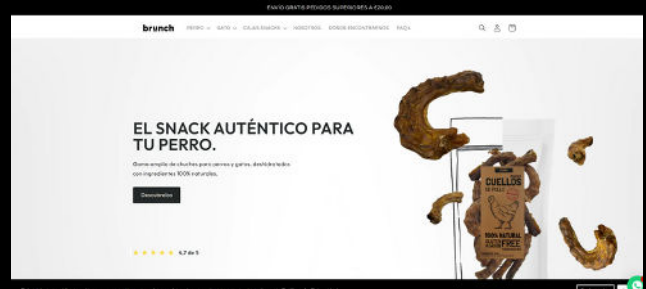 ENVÍO GRATIS PEDIDOS SUPERIORES A £29,90
brunch
PERRO GATO CAJAS SNACKS NOSOTROS DÓNDE ENCONTRARNOS FAQs
EL SNACK AUTÉNTICO PARA
TU PERRO.
Gama amplia de chuches para perros y gatos, deshidratados
con ingredientes 100% naturales.
Descúbrelos
4.7 de 5
CUELLOS
DE POLLO
100% NATURAL
FREE